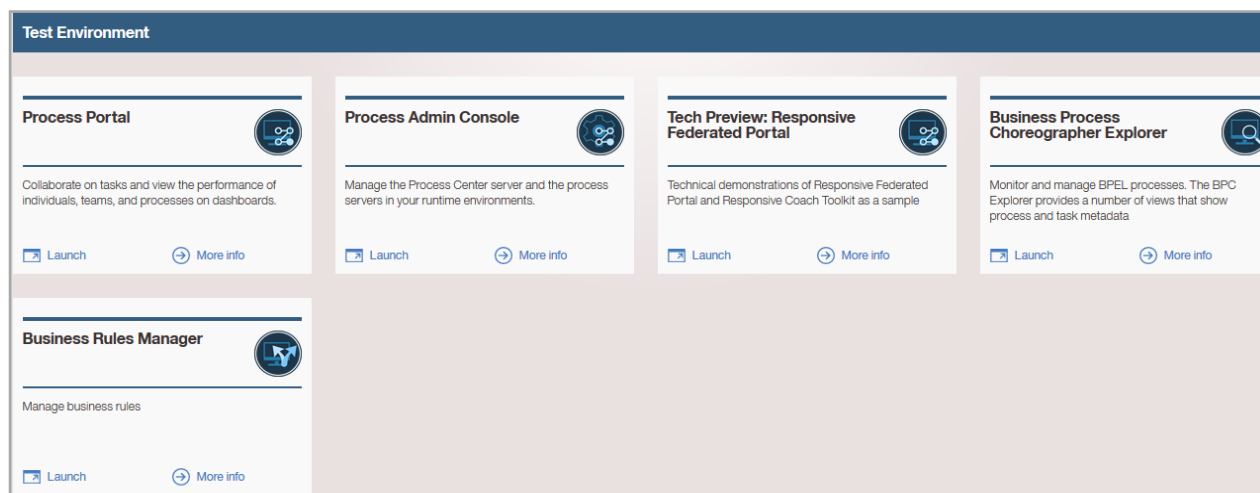 Test Environment
Process Portal
Collaborate on tasks and view the performance of
individuals, teams, and processes on dashboards.
Launch
More info
Process Admin Console
Manage the Process Center server and the process
servers in your runtime environments.
Launch
More info
Tech Preview: Responsive
Federated Portal
Technical demonstrations of Responsive Federated
Portal and Responsive Coach Toolkit as a sample
Launch
More info
Business Process
Choreographer Explorer
Monitor and manage BPEL processes. The BPC
Explorer provides a number of views that show
process and task metadata
Launch
More info
Business Rules Manager
Manage business rules
Launch
More info